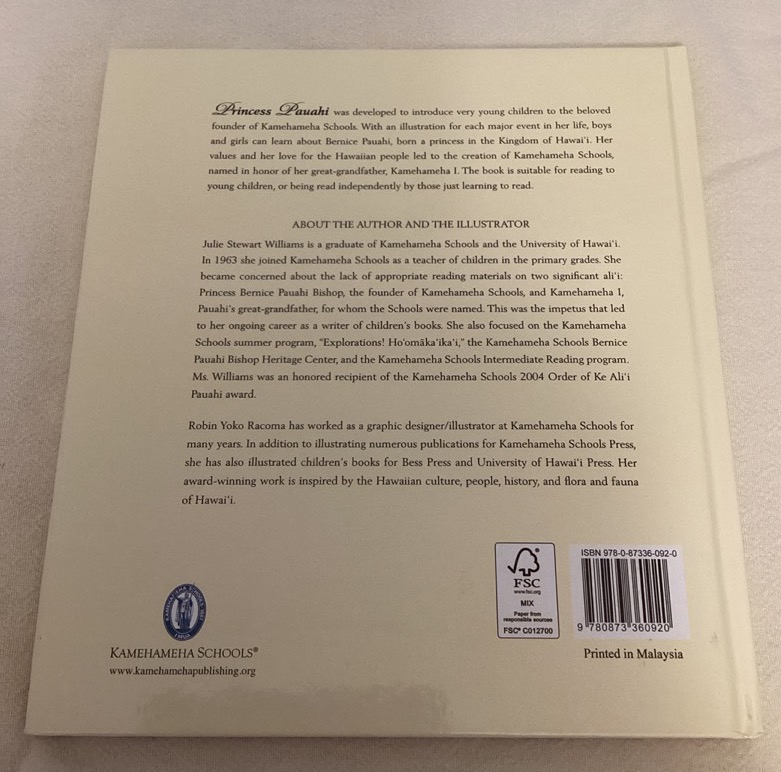 Princess Pauahi was developed to introduce very young children to the beloved
founder of Kamehameha Schools. With an illustration for each major event in her life, boys
and girls can learn about Bernice Pauahi, born a princess in the Kingdom of Hawai‘i. Her
values and her love for the Hawaiian people led to the creation of Kamehameha Schools,
named in honor of her great-grandfather, Kamehameha I. The book is suitable for reading to
young children, or being read independently by those just learning to read.
ABOUT THE AUTHOR AND THE ILLUSTRATOR
Julie Stewart Williams is a graduate of Kamehameha Schools and the University of Hawai‘i.
In 1963 she joined Kamehameha Schools as a teacher of children in the primary grades. She
became concerned about the lack of appropriate reading materials on two significant ali‘i:
Princess Bernice Pauahi Bishop, the founder of Kamehameha Schools, and Kamehameha I,
Pauahi's great-grandfather, for whom the Schools were named. This was the impetus that led
to her ongoing career as a writer of children's books. She also focused on the Kamehameha
Schools summer program, "Explorations! Ho‘omāka‘ika‘i," the Kamehameha Schools Bernice
Pauahi Bishop Heritage Center, and the Kamehameha Schools Intermediate Reading program.
Ms. Williams was an honored recipient of the Kamehameha Schools 2004 Order of Ke Ali‘i
Pauahi award.
Robin Yoko Racoma has worked as a graphic designer/illustrator at Kamehameha Schools for
many years. In addition to illustrating numerous publications for Kamehameha Schools Press,
she has also illustrated children's books for Bess Press and University of Hawai‘i Press. Her
award-winning work is inspired by the Hawaiian culture, people, history, and flora and fauna
of Hawai‘i.
FSC
www.fsc.org
MIX
Paper from
responsible sources
FSC® C012700
ISBN 978-0-87336-092-0
9 780873 360920
KAMEHAMEHA SCHOOLS®
www.kamehamehapublishing.org
Printed in Malaysia